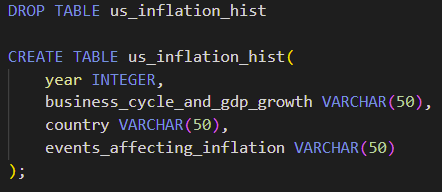 DROP TABLE us_inflation_hist
CREATE TABLE us_inflation_hist(
year INTEGER,
business_cycle_and_gdp_growth VARCHAR(50),
country VARCHAR(50),
events_affecting_inflation VARCHAR(50)
);